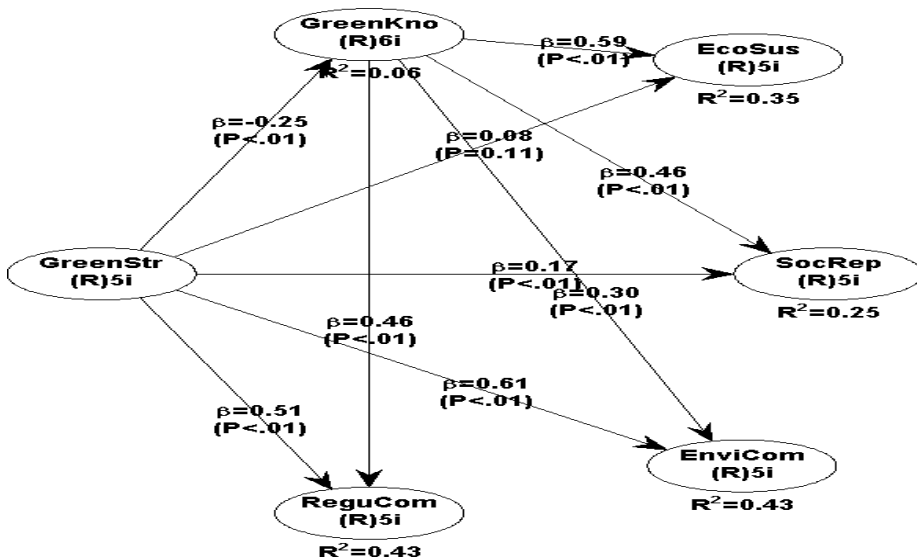 GreenKno
(R)6i
R²=0.06
β=0.59
(P<.01)
EcoSus
(R)5i
R²=0.35
β=-0.25
(P<.01)
β=0.08
(P=0.11)
β=0.46
(P<.01)
GreenStr
(R)5i
β=0.17
(P<.01)
SocRep
(R)5i
R²=0.25
β=0.30
(P<.01)
β=0.46
(P<.01)
β=0.61
(P<.01)
β=0.51
(P<.01)
EnviCom
(R)5i
R²=0.43
ReguCom
(R)5i
R²=0.43